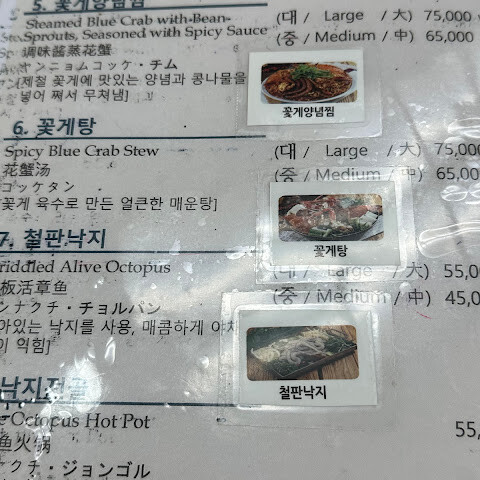 5. 꽃게양념찜
Steamed Blue Crab with Bean-
Sprouts, Seasoned with Spicy Sauce
(대 / Large / 大) 75,000
(중 / Medium / 中) 65,000
调味酱蒸花蟹
ヤンニョムコッケ・チム
[제철 꽃게에 맛있는 양념과 콩나물을
넣어 쪄서 무쳐냄]
꽃게양념찜
6. 꽃게탕
Spicy Blue Crab Stew
(대 / Large / 大) 75,000
(중 / Medium / 中) 65,000
花蟹汤
コッケタン
[꽃게 육수로 만든 얼큰한 매운탕]
꽃게탕
7. 철판낙지
Griddled Alive Octopus
(대 / Large / 大) 55,0
(중 / Medium / 中) 45,0
板活章鱼
ンナクチ・チョルパン
아있는 낙지를 사용, 매콤하게 야채
이 익힘]
철판낙지
낙지전골
e Octopus Hot Pot
55,
鱼火锅
ナクチ・ジョンゴル